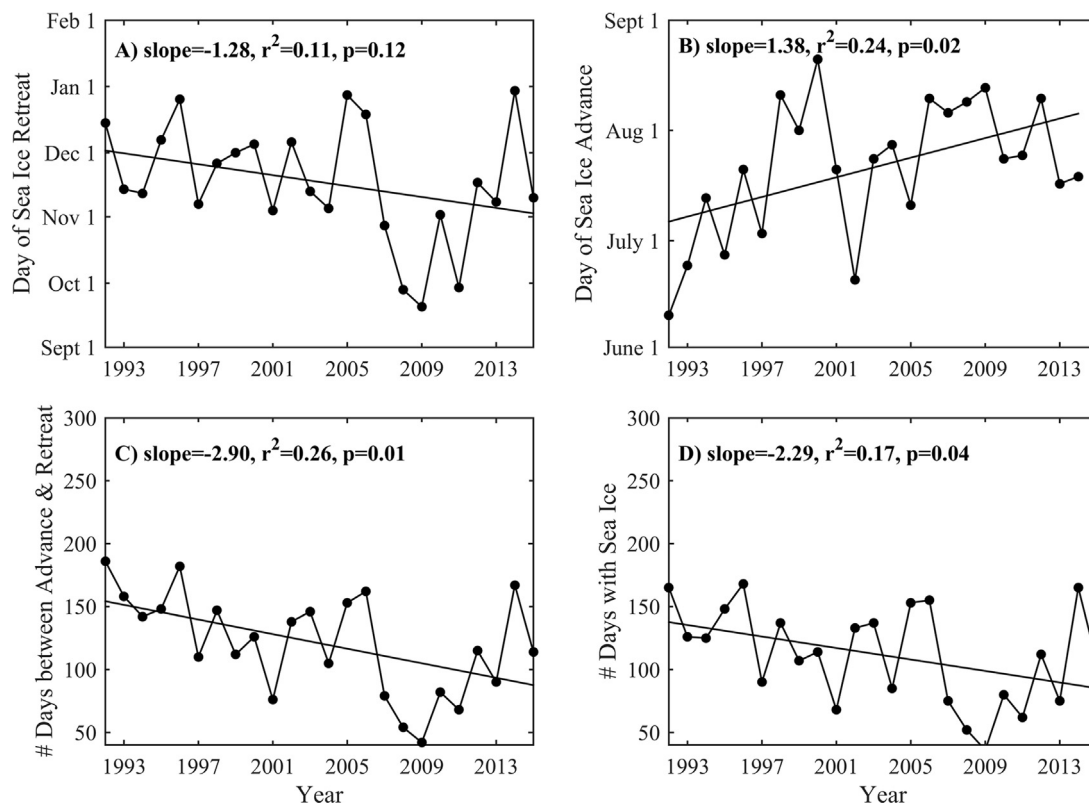 Feb 1
Jan 1
Dec 1
Nov 1
Oct 1
Sept 1
Day of Sea Ice Retreat
A) slope=-1.28, r²=0.11, p=0.12
1993 1997 2001 2005 2009 2013
Sept 1
Aug 1
July 1
June 1
Day of Sea Ice Advance
B) slope=1.38, r²=0.24, p=0.02
1993 1997 2001 2005 2009 2013
300
250
200
150
100
50
# Days between Advance & Retreat
C) slope=-2.90, r²=0.26, p=0.01
1993 1997 2001 2005 2009 2013
Year
300
250
200
150
100
50
# Days with Sea Ice
D) slope=-2.29, r²=0.17, p=0.04
1993 1997 2001 2005 2009 2013
Year